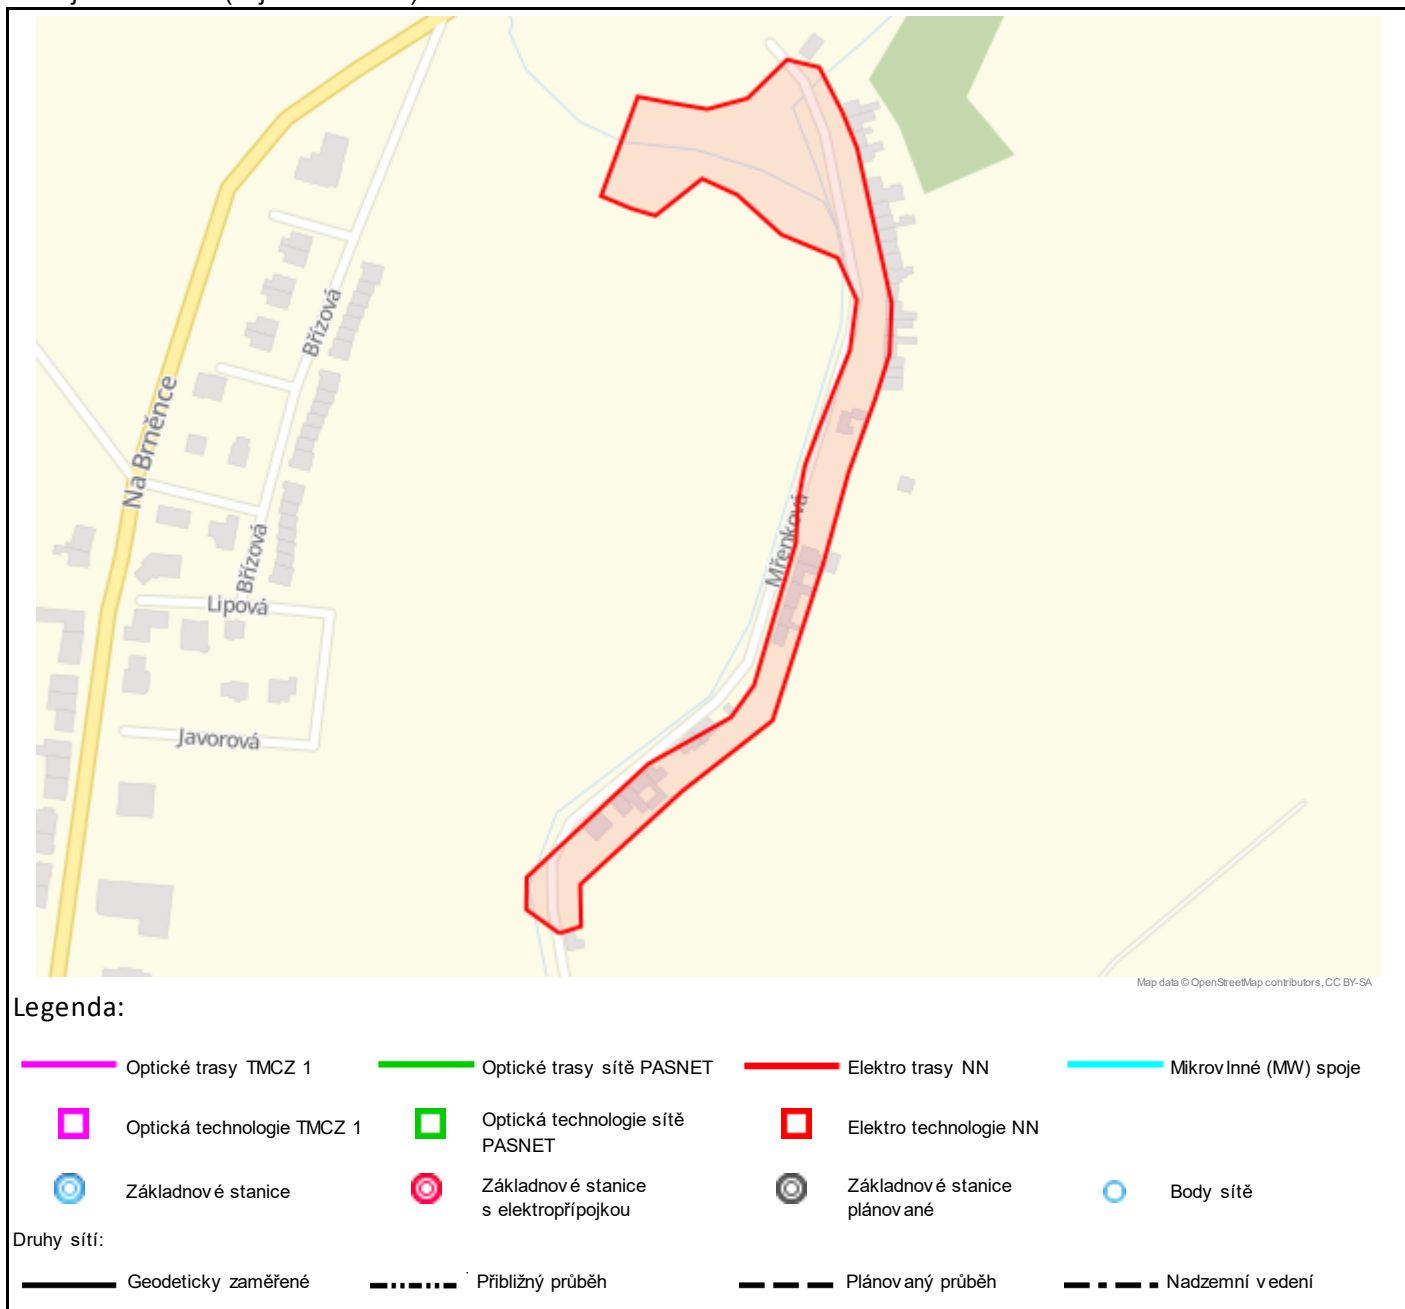 Břízová
Na Brněnce
Mřenková
Břízová
Lipová
Javorová
Map data © OpenStreetMap contributors, CC BY-SA
Legenda:
Optické trasy TMCZ 1
Optické trasy sítě PASNET
Elektro trasy NN
Mikrovlnné (MW) spoje
Optická technologie TMCZ 1
Optická technologie sítě
PASNET
Elektro technologie NN
Základnové stanice
Základnové stanice
s elektropřípojkou
Základnové stanice
plánované
Body sítě
Druhy sítí:
Geodeticky zaměřené
Přibližný průběh
Plánovaný průběh
Nadzemní vedení